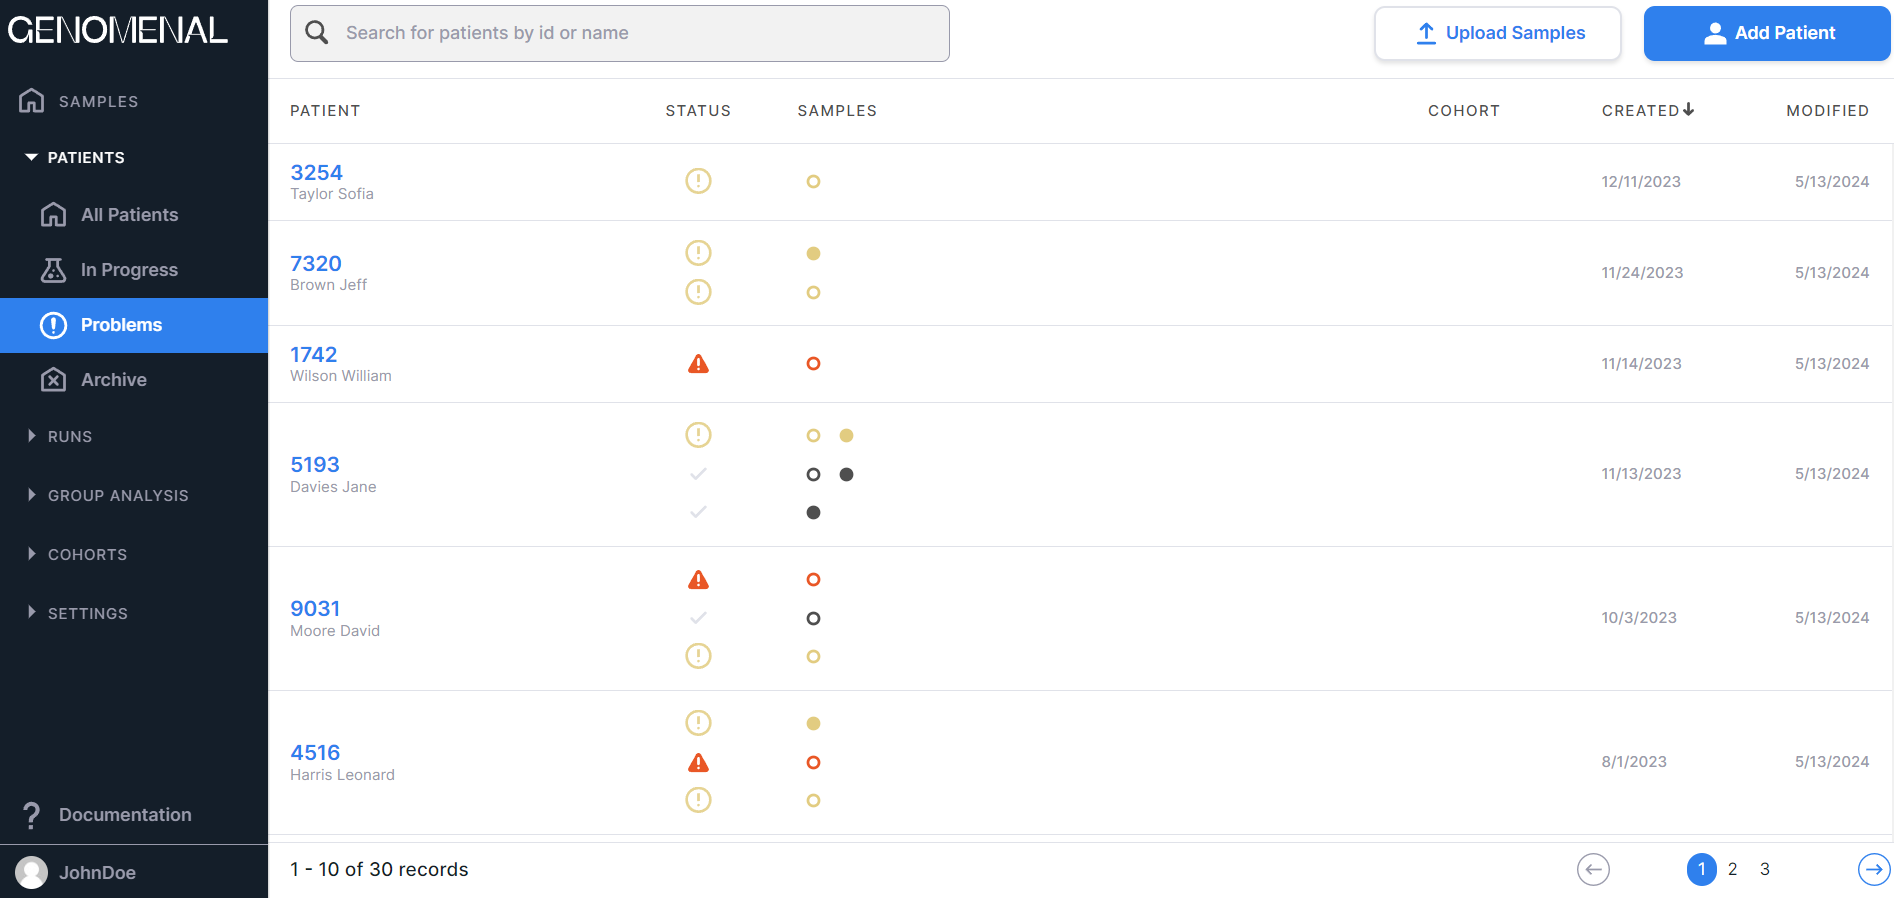 GENOMENAL
SAMPLES
PATIENTS
All Patients
In Progress
Problems
Archive
RUNS
GROUP ANALYSIS
COHORTS
SETTINGS
Documentation
JohnDoe
Search for patients by id or name
Upload Samples
Add Patient
PATIENT STATUS SAMPLES COHORT CREATED MODIFIED
3254
Taylor Sofia
12/11/2023 5/13/2024
7320
Brown Jeff
11/24/2023 5/13/2024
1742
Wilson William
11/14/2023 5/13/2024
5193
Davies Jane
11/13/2023 5/13/2024
9031
Moore David
10/3/2023 5/13/2024
4516
Harris Leonard
8/1/2023 5/13/2024
1 - 10 of 30 records
1 2 3